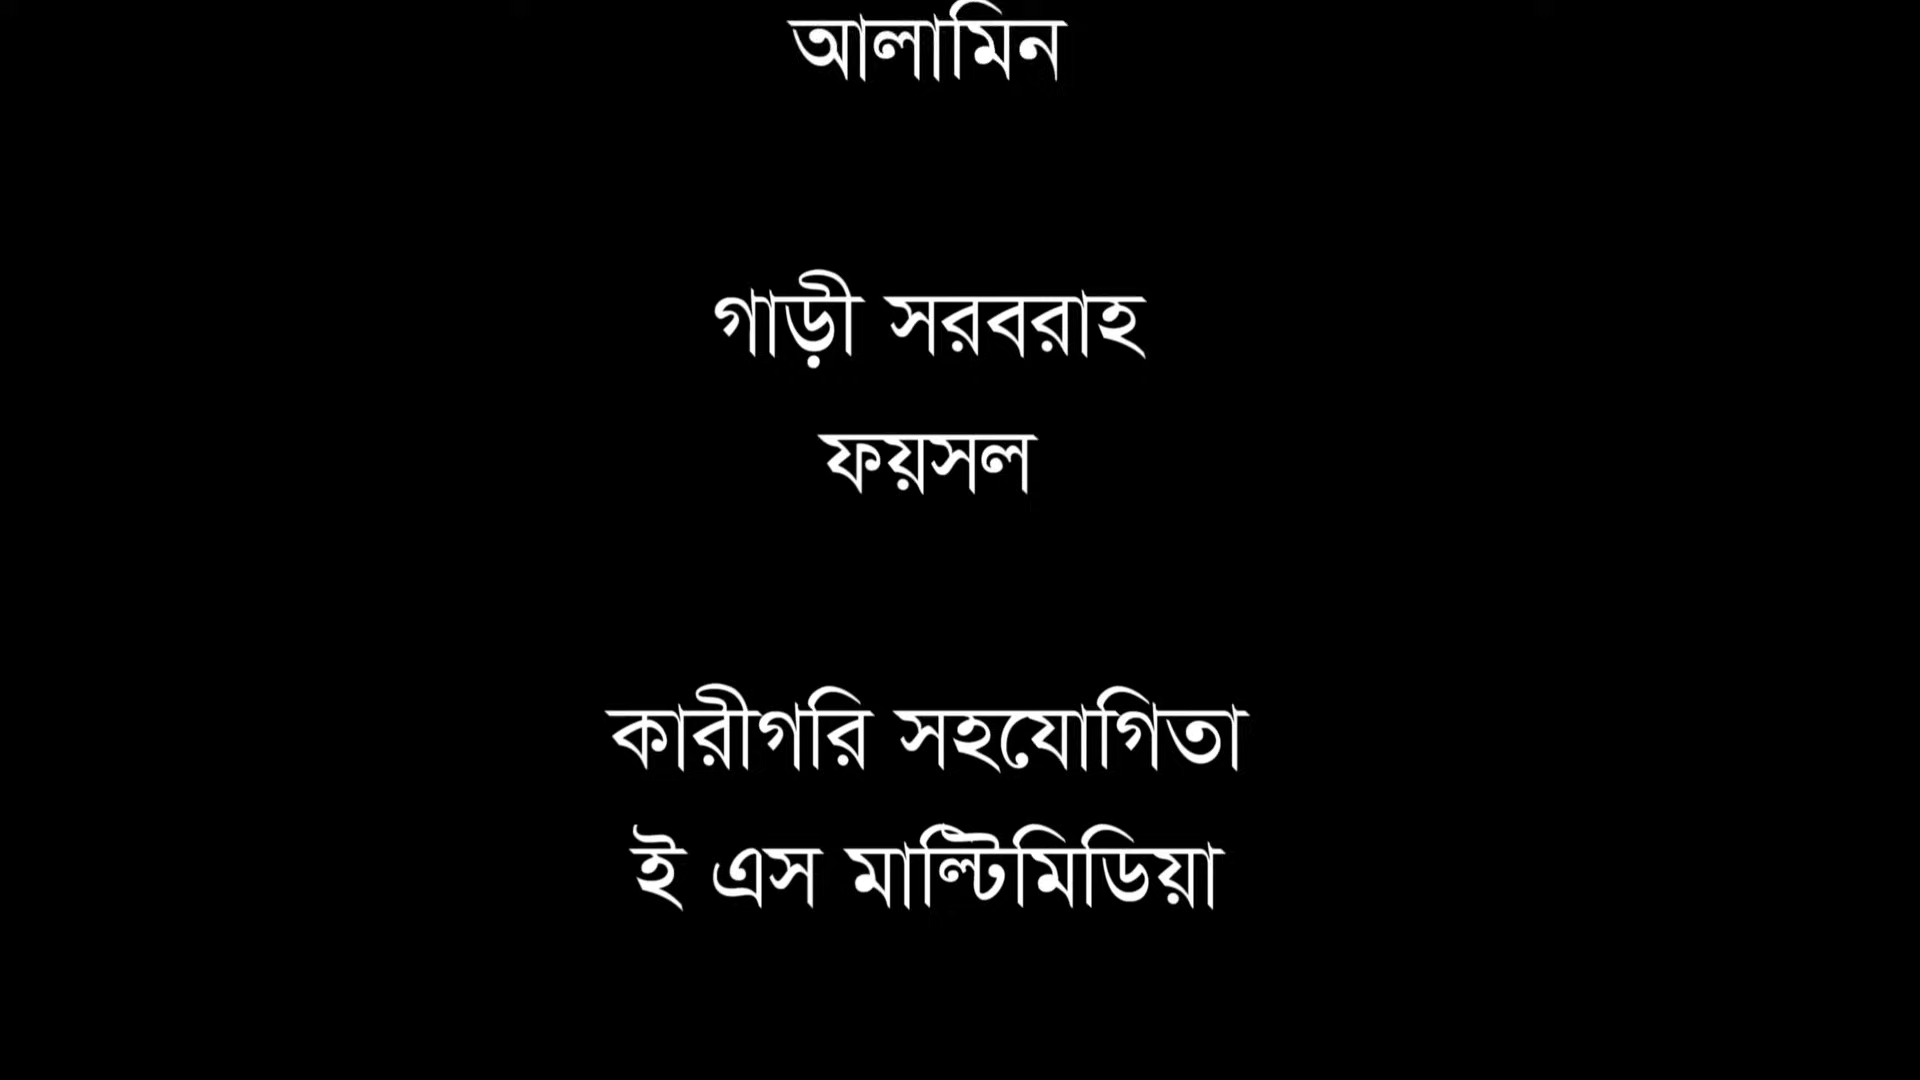 আলামিন
গাড়ী সরবরাহ
ফয়সল
কারীগরি সহযোগিতা
ই এস মাল্টিমিডিয়া